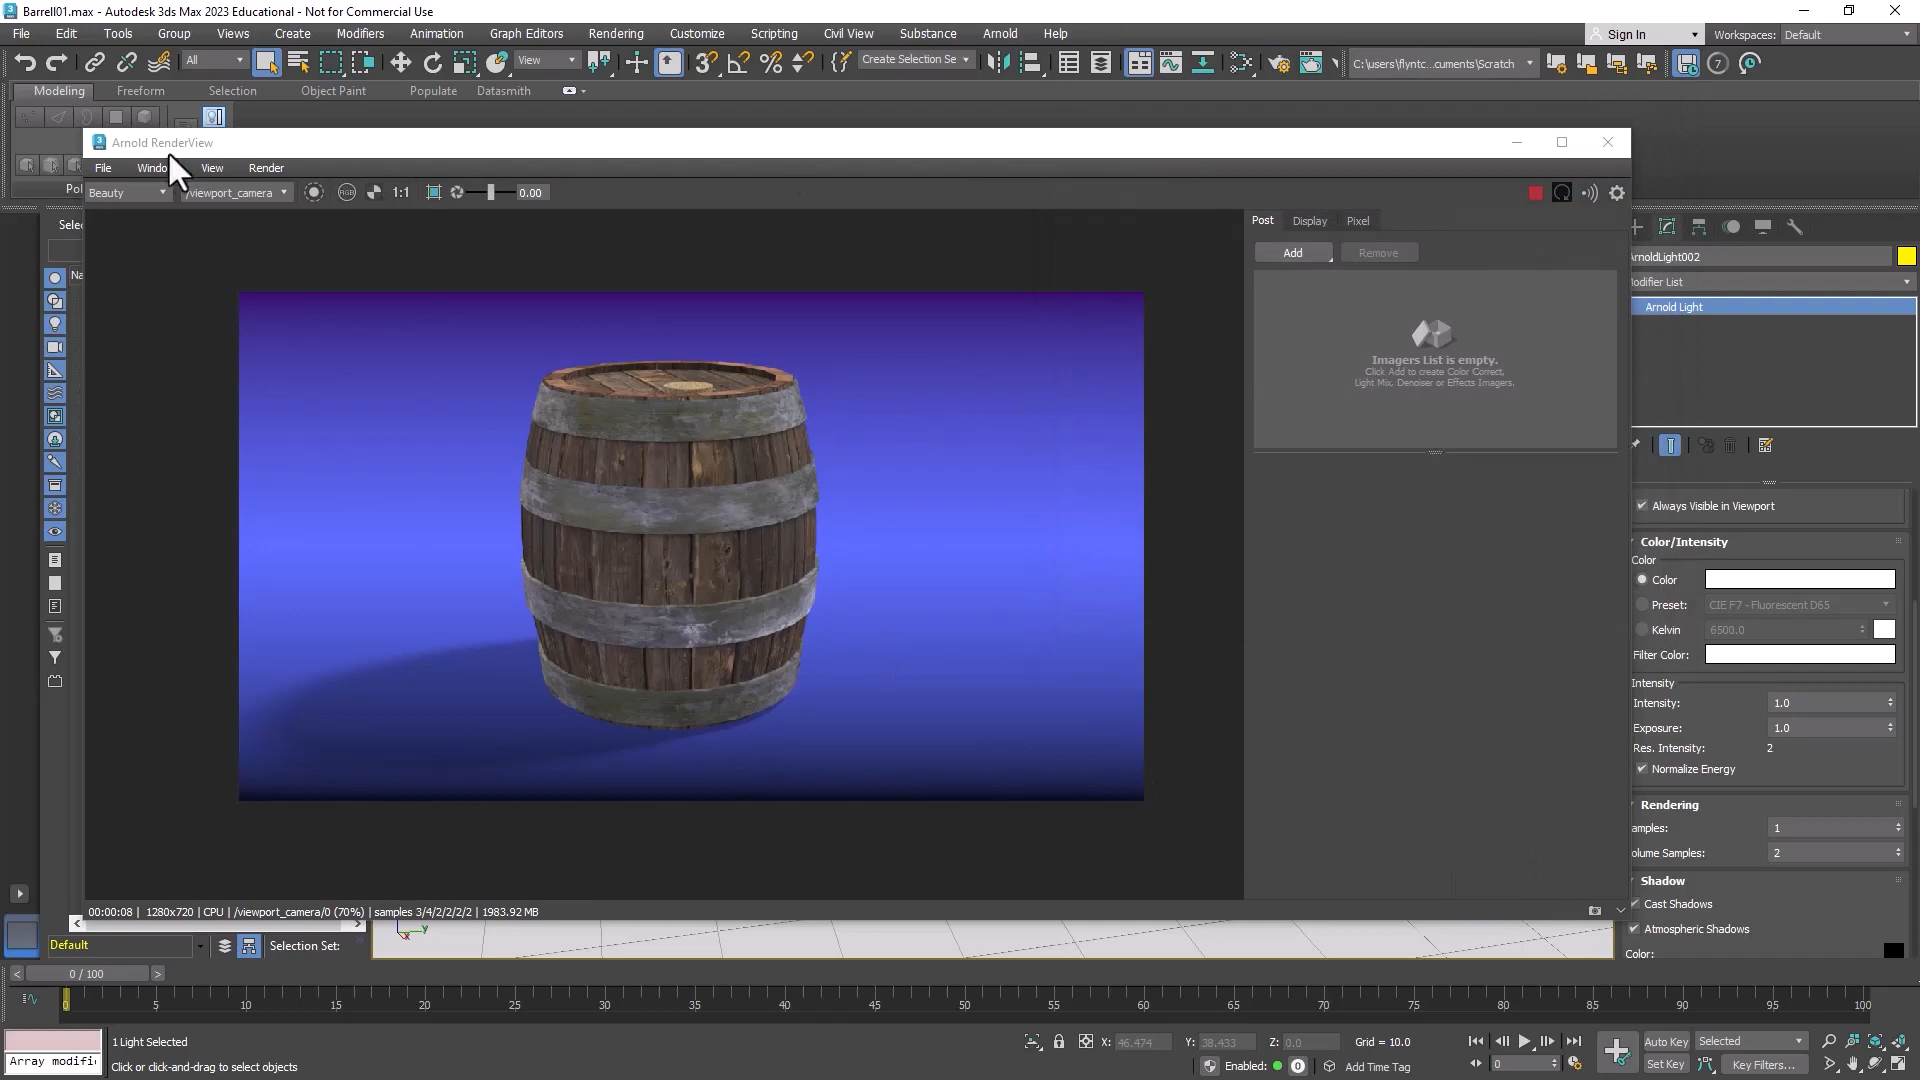 Barrell01.max - Autodesk 3ds Max 2023 Educational - Not for Commercial Use
File Edit Tools Group Views Create Modifiers Animation Graph Editors Rendering Customize Scripting Civil View Substance Arnold Help
Sign In Workspaces: Default
All View Create Selection Se C:\users\flyntc...cuments\Scratch 7
Modeling Freeform Selection Object Paint Populate Datasmith
Arnold RenderView
File Windo View Render
Pol
Beauty /viewport_camera RGB 1:1 0.00
Selec
Post Display Pixel
Add Remove
rnoldLight002
Na
odifier List
Arnold Light
Imagers List is empty.
Click Add to create Color Correct,
Light Mix, Denoiser or Effects Imagers.
Always Visible in Viewport
Color/Intensity
Color
Color
Preset: CIE F7 - Fluorescent D65
Kelvin 6500.0
Filter Color:
Intensity
Intensity: 1.0
Exposure: 1.0
Res. Intensity: 2
Normalize Energy
Rendering
amples: 1
olume Samples: 2
Shadow
Cast Shadows
Atmospheric Shadows
Color:
00:00:08 | 1280x720 | CPU | /viewport_camera/0 (70%) | samples 3/4/2/2/2/2 | 1983.92 MB
Default Selection Set:
x y
< 0 / 100 >
0 5 10 15 20 25 30 35 40 45 50 55 60 65 70 75 80 85 90 95 100
1 Light Selected
X: 46.474 Y: 38.433 Z: 0.0 Grid = 10.0
Auto Key Selected
Array modifi
Click or click-and-drag to select objects
Enabled: 0 Add Time Tag
0
Set Key Key Filters...